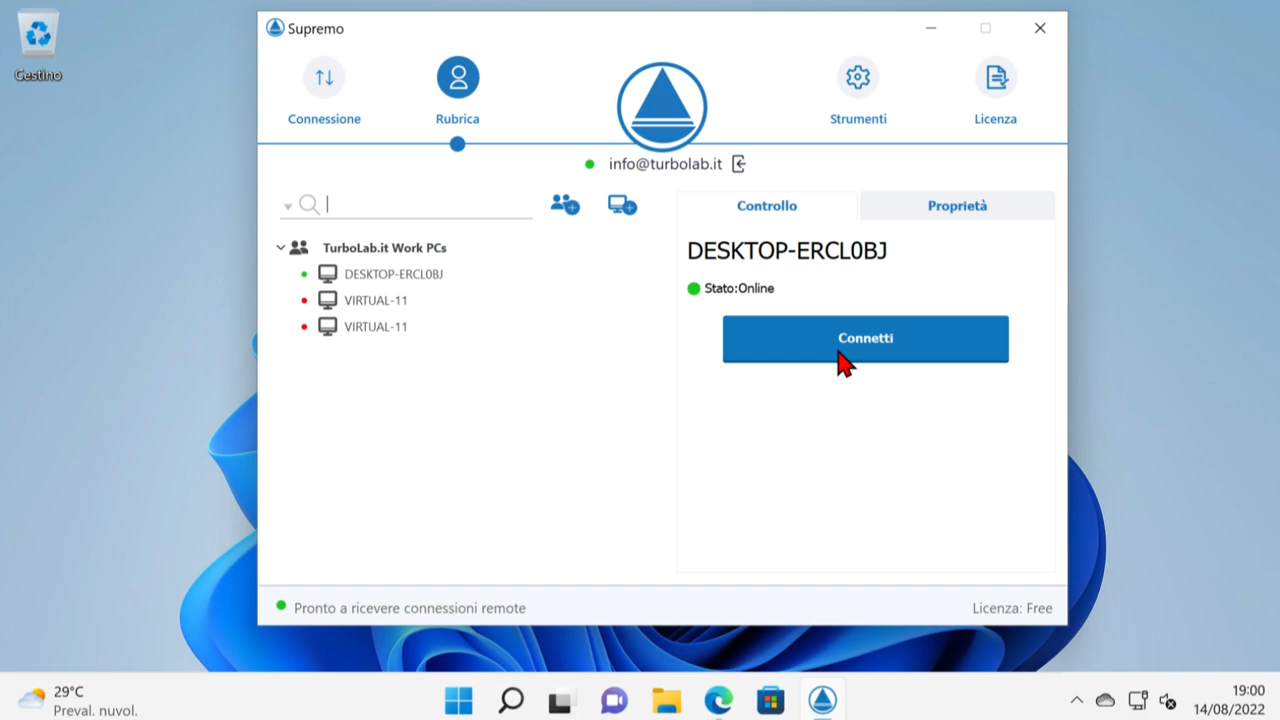 Cestino
Supremo
Connessione
Rubrica
Strumenti
Licenza
info@turbolab.it
TurboLab.it Work PCs
DESKTOP-ERCL0BJ
VIRTUAL-11
VIRTUAL-11
Controllo
Proprietà
DESKTOP-ERCL0BJ
Stato:Online
Connetti
Pronto a ricevere connessioni remote
Licenza: Free
29°C
Preval. nuvol.
19:00
14/08/2022